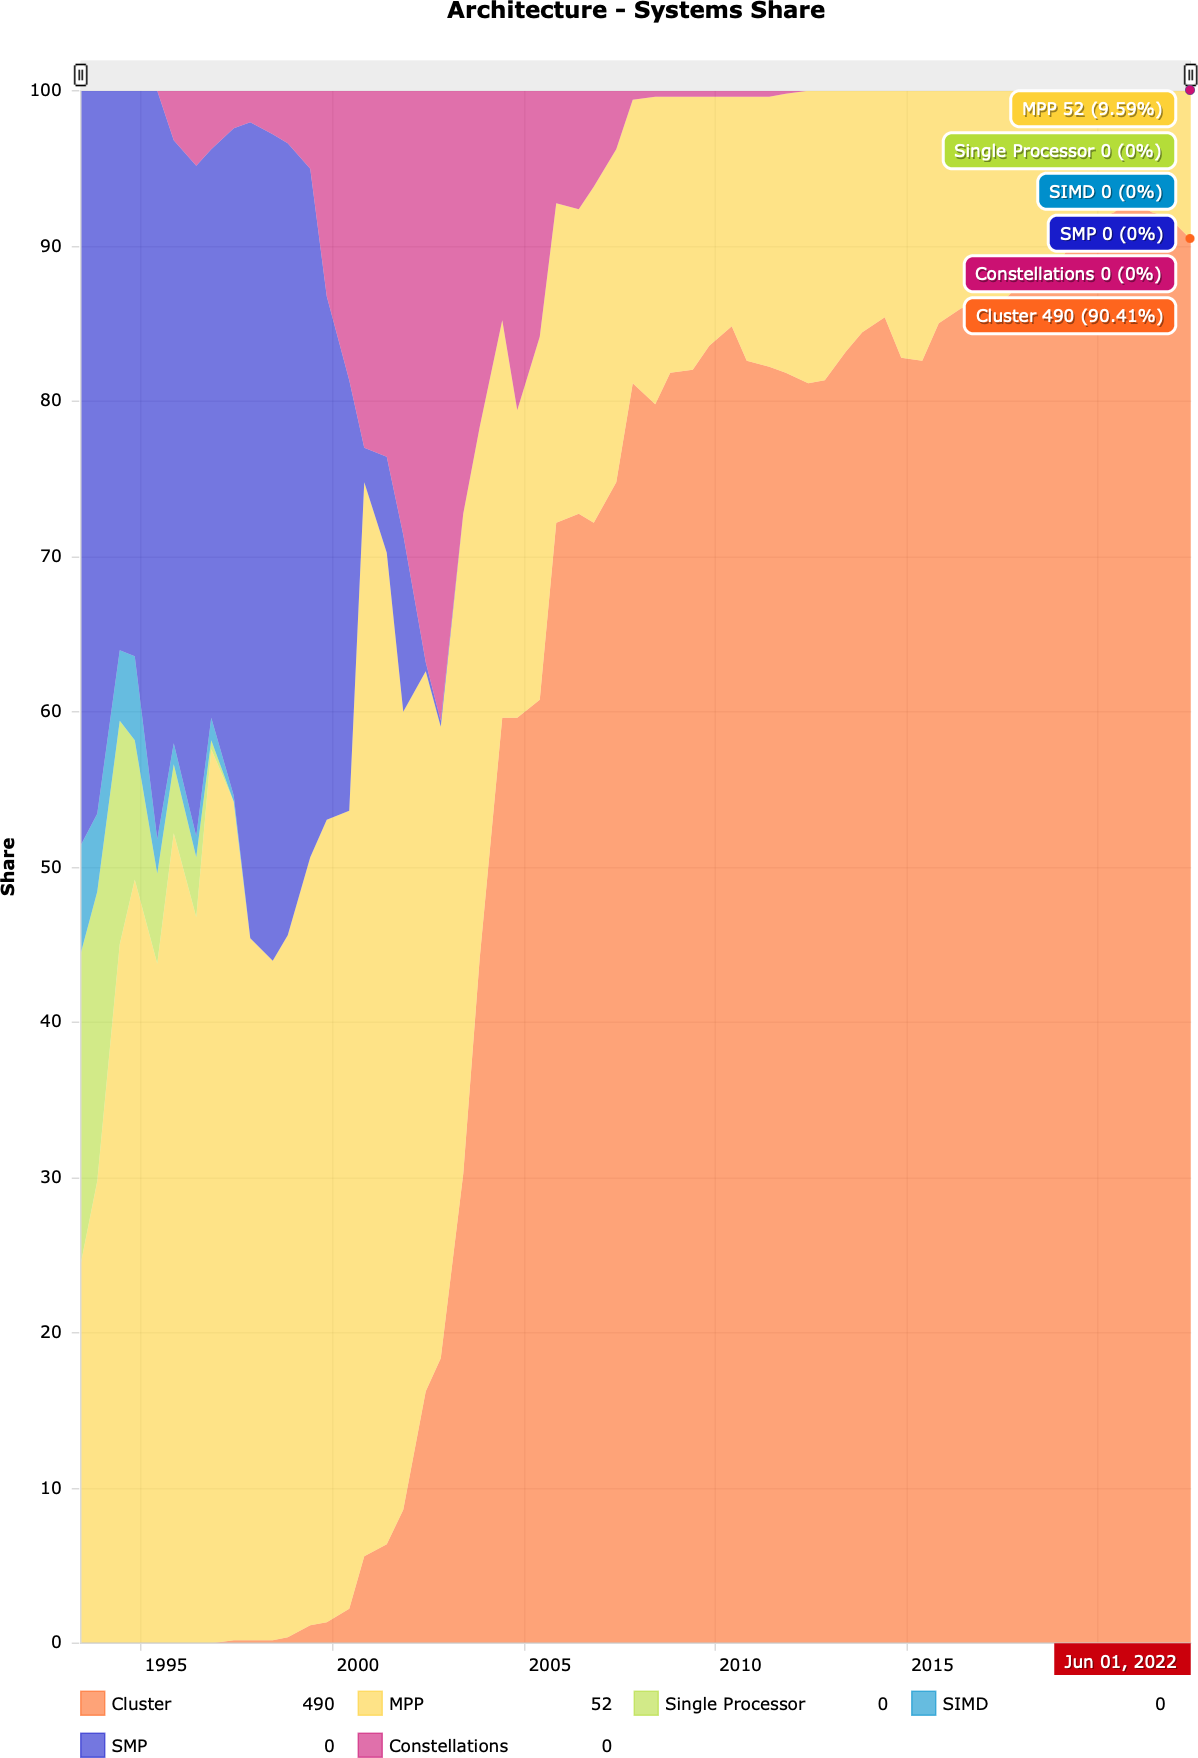 Architecture - Systems Share
100
MPP 52 (9.59%)
Single Processor 0 (0%)
SIMD 0 (0%)
90
SMP 0 (0%)
Constellations 0 (0%)
Cluster 490 (90.41%)
80
70
60
50
Share
40
30
20
10
0
1995 2000 2005 2010 2015 Jun 01, 2022
Cluster 490 MPP 52 Single Processor 0 SIMD 0
SMP 0 Constellations 0